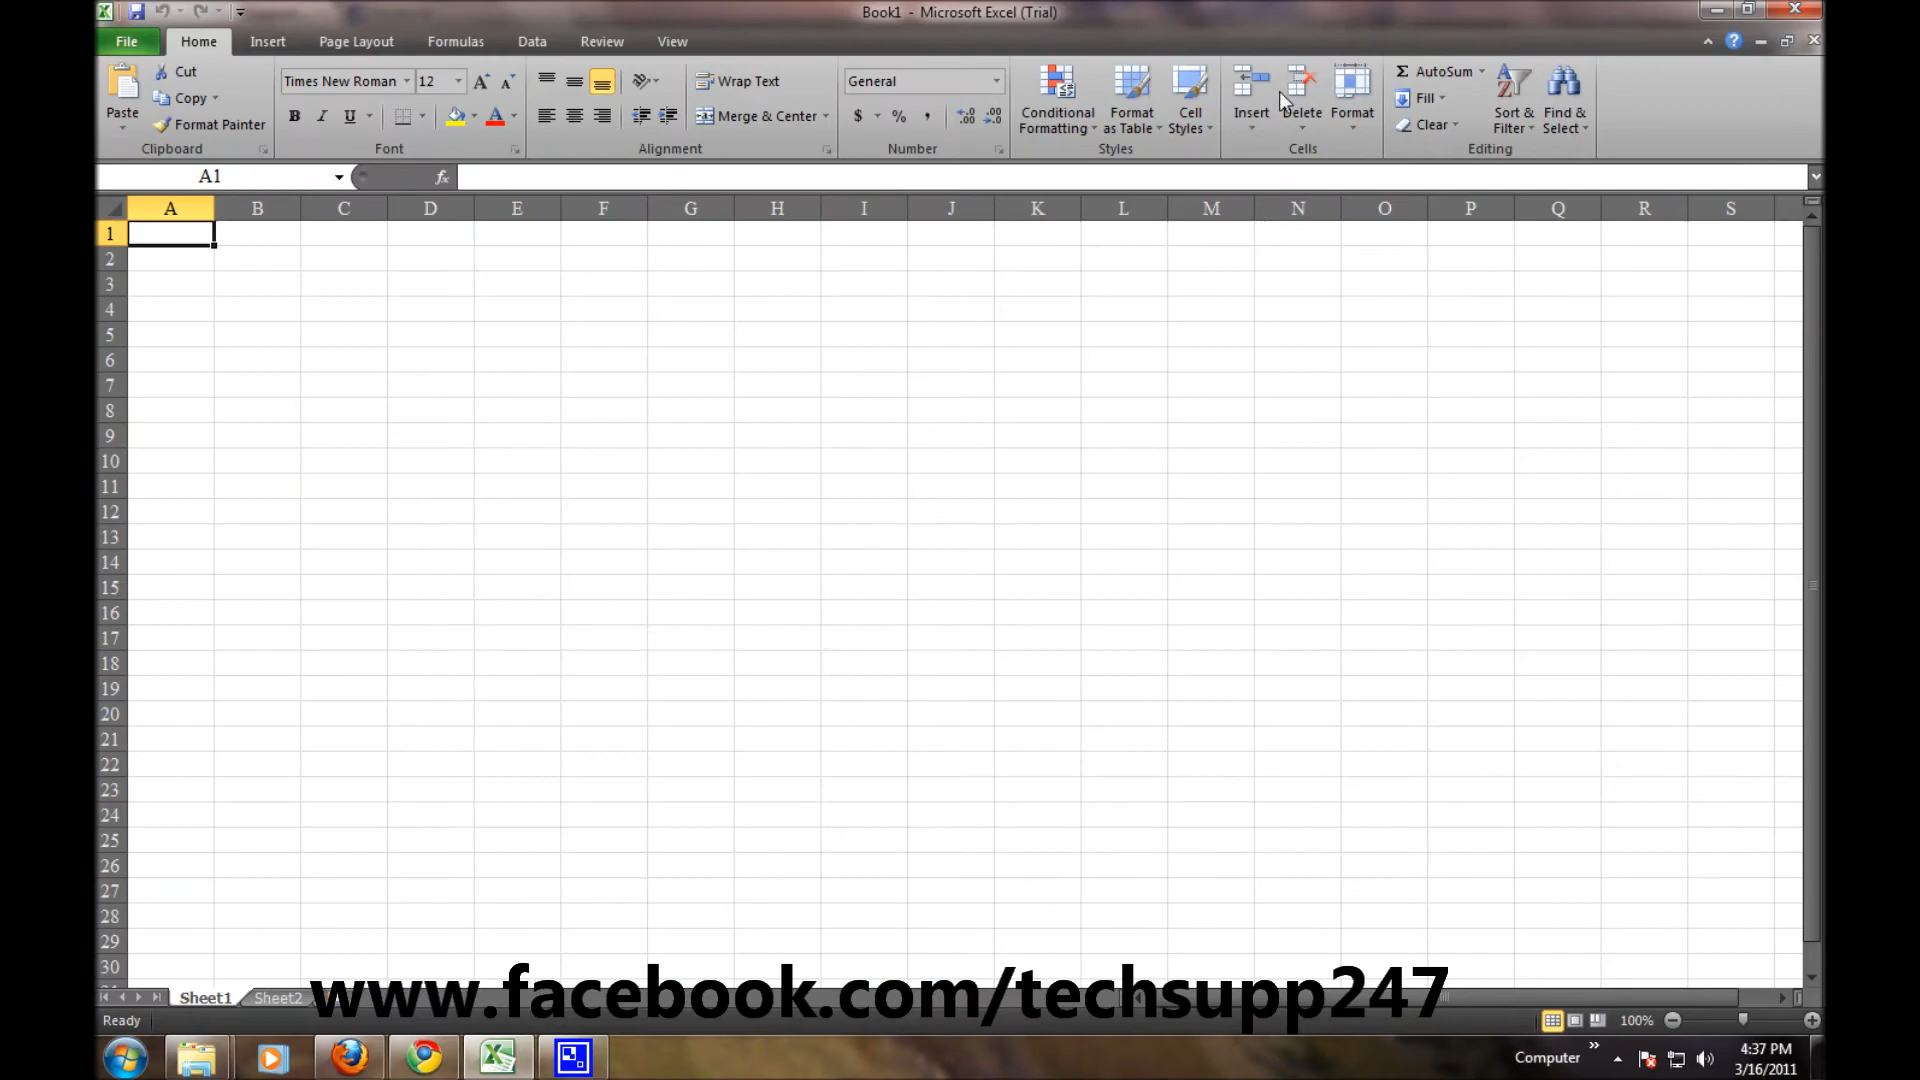 Book1 - Microsoft Excel (Trial)
File Home Insert Page Layout Formulas Data Review View
Paste
Cut
Copy
Format Painter
Clipboard
Times New Roman 12
B I U
Font
Wrap Text
Merge & Center
Alignment
General
$ % ,
Number
Conditional Formatting
Format as Table
Cell Styles
Styles
Insert
Delete
Format
Cells
Σ AutoSum
Fill
Clear
Sort & Filter
Find & Select
Editing
A1 fx
A B C D E F G H I J K L M N O P Q R S
1
2
3
4
5
6
7
8
9
10
11
12
13
14
15
16
17
18
19
20
21
22
23
24
25
26
27
28
29
30
Sheet1 Sheet2
www.facebook.com/techsupp247
Ready 100%
Computer » 4:37 PM
3/16/2011